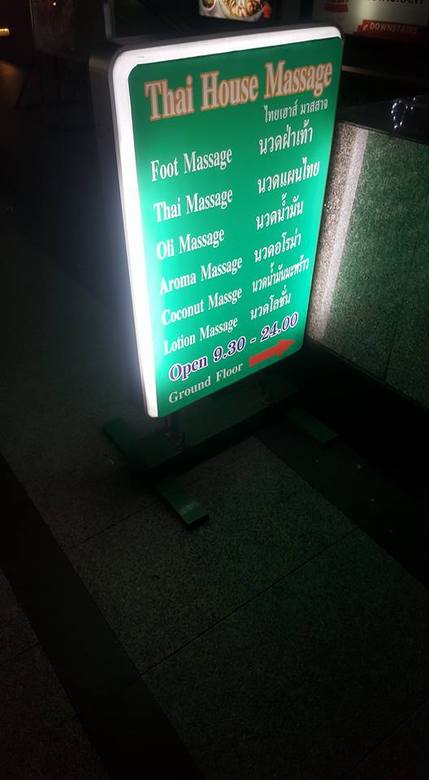 DOWNSTAIRS
Thai House Massage
ไทยเฮาส์ มาสสาจ
Foot Massage นวดฝ่าเท้า
Thai Massage นวดแผนไทย
Oli Massage นวดน้ำมัน
Aroma Massage นวดอโรม่า
Coconut Massge นวดน้ำมันมะพร้าว
Lotion Massage นวดโลชั่น
Open 9.30 - 24.00
Ground Floor